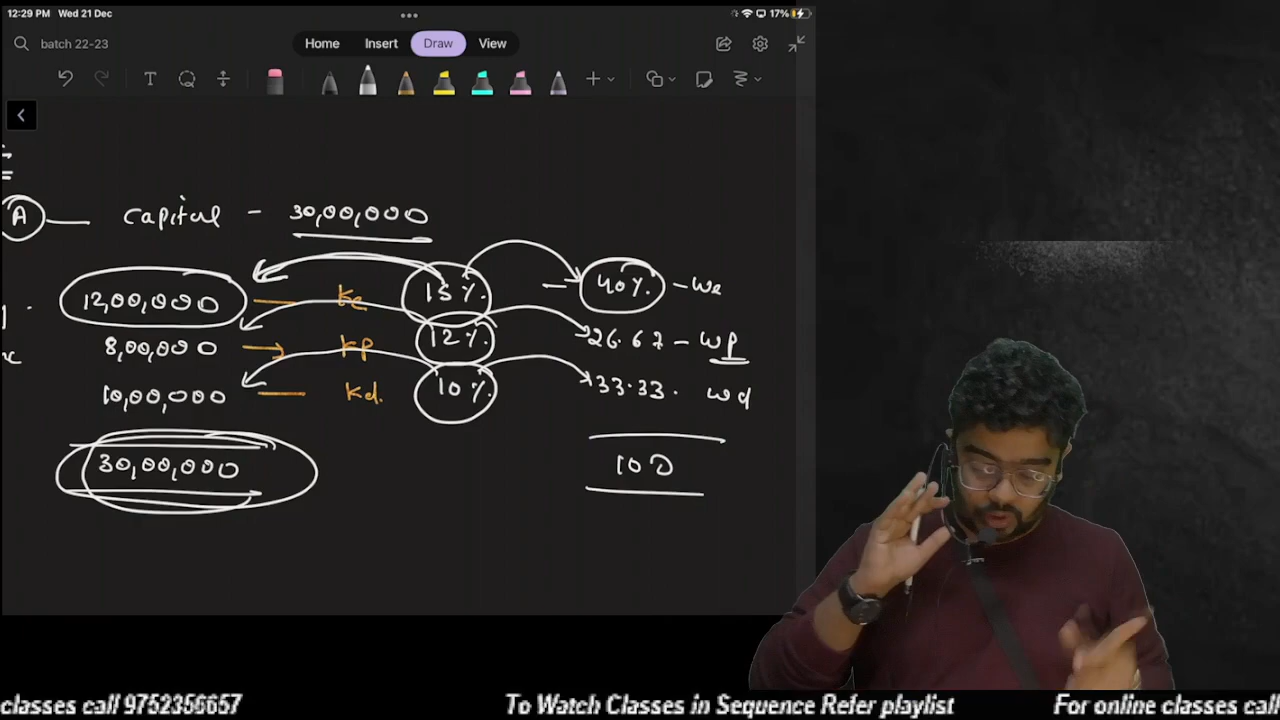 12:29 PM Wed 21 Dec
17%
batch 22-23
Home Insert Draw View
A — capital - 30,00,000
12,00,000 — Ke 15%. — 40%. - we
8,00,000 → kp 12%. 26.67 - wp
10,00,000 — Kd. 10%. 33.33. wd
30,00,000 100
classes call 9752356657 To Watch Classes in Sequence Refer playlist For online classes call